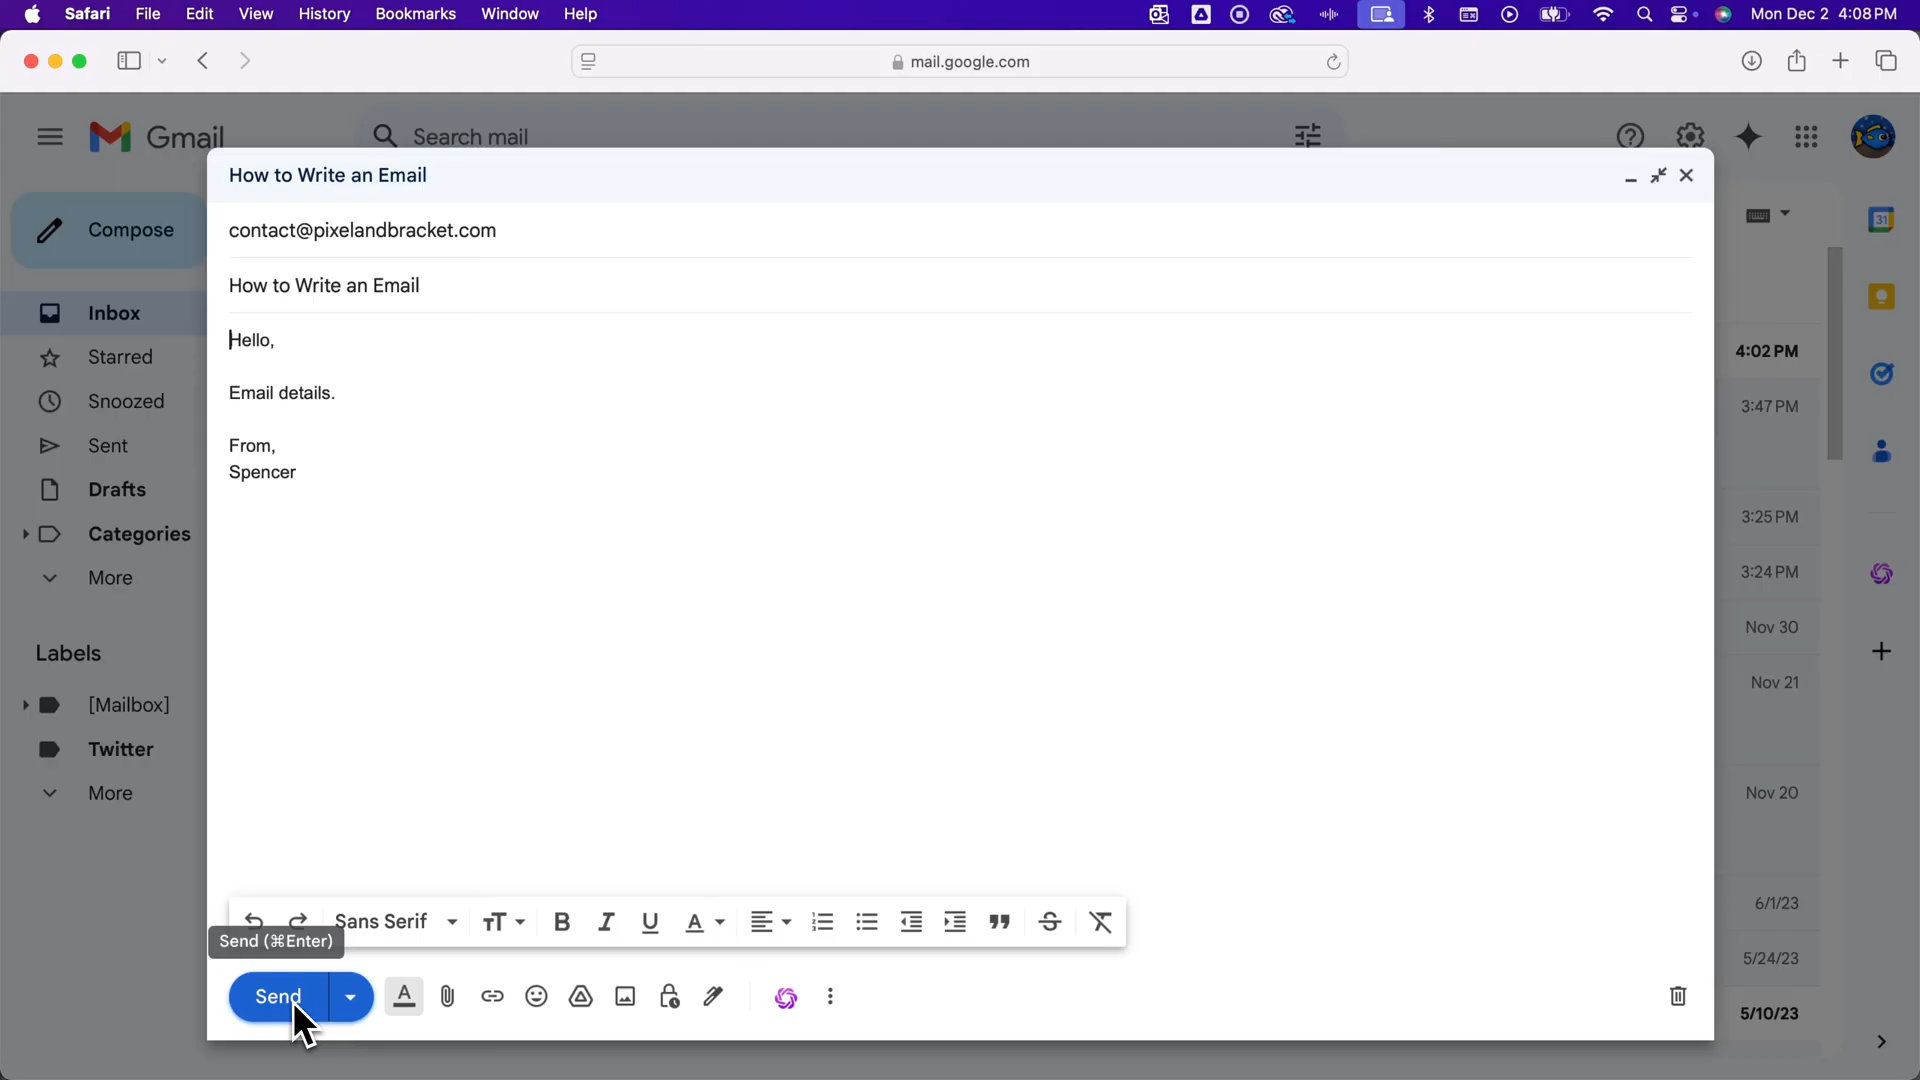 Safari File Edit View History Bookmarks Window Help Mon Dec 2 4:08 PM
mail.google.com
Gmail
Search mail
Compose
Inbox
Starred
Snoozed
Sent
Drafts
Categories
More
Labels
[Mailbox]
Twitter
More
How to Write an Email
contact@pixelandbracket.com
How to Write an Email
Hello,
Email details.
From,
Spencer
Sans Serif
Send (⌘Enter)
Send
4:02 PM
3:47 PM
3:25 PM
3:24 PM
Nov 30
Nov 21
Nov 20
6/1/23
5/24/23
5/10/23
31